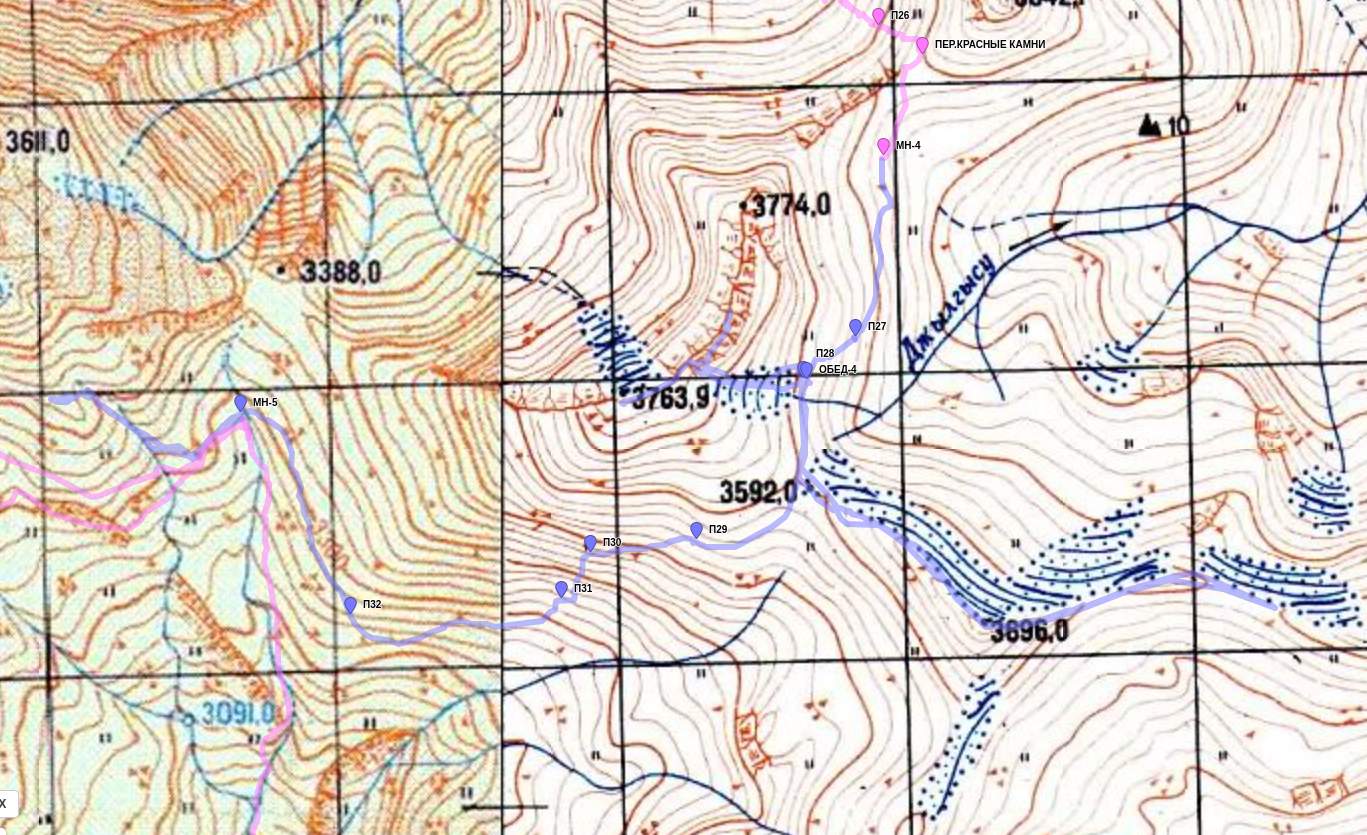 П26
ПЕР.КРАСНЫЕ КАМНИ
10
3611,0
МН-4
3774,0
3388,0
Джылгысу
П27
П28
ОБЕД-4
3763,9
МН-5
3592,0
П29
П30
П31
П32
3696,0
3091,0
X